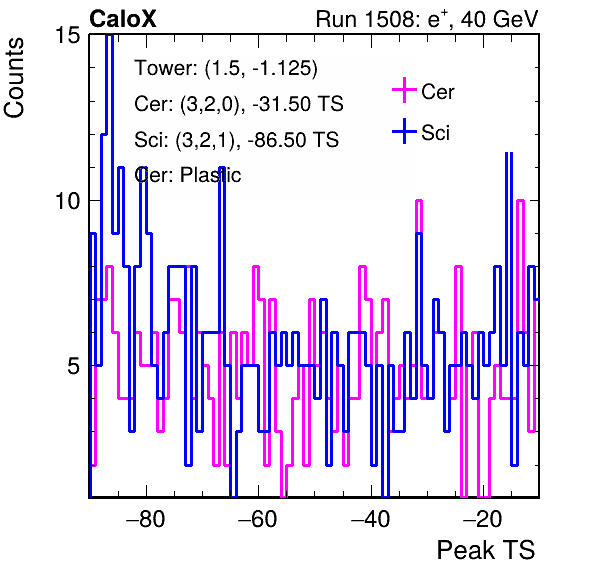 CaloX Run 1508: e⁺, 40 GeV
Counts
15
Tower: (1.5, -1.125)
Cer: (3,2,0), -31.50 TS
Sci: (3,2,1), -86.50 TS
Cer: Plastic
Cer
Sci
10
5
−80 −60 −40 −20
Peak TS